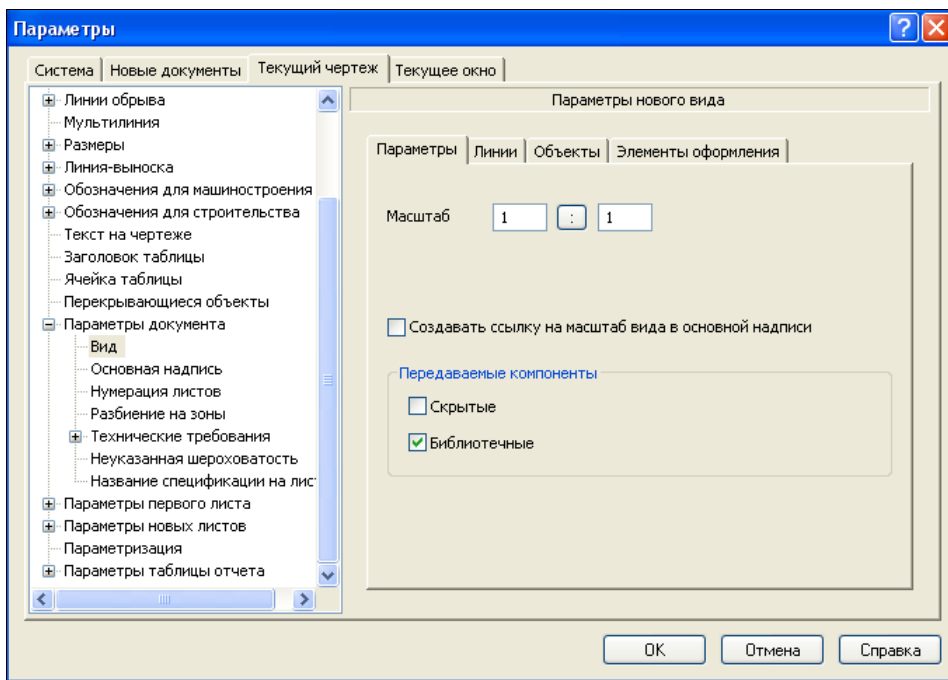 Параметры
Система Новые документы Текущий чертеж Текущее окно
Линии обрыва
Мультилиния
Размеры
Линия-выноска
Обозначения для машиностроения
Обозначения для строительства
Текст на чертеже
Заголовок таблицы
Ячейка таблицы
Перекрывающиеся объекты
Параметры документа
Вид
Основная надпись
Нумерация листов
Разбиение на зоны
Технические требования
Неуказанная шероховатость
Название спецификации на лис
Параметры первого листа
Параметры новых листов
Параметризация
Параметры таблицы отчета
Параметры нового вида
Параметры Линии Объекты Элементы оформления
Масштаб 1 : 1
Создавать ссылку на масштаб вида в основной надписи
Передаваемые компоненты
Скрытые
Библиотечные
OK Отмена Справка